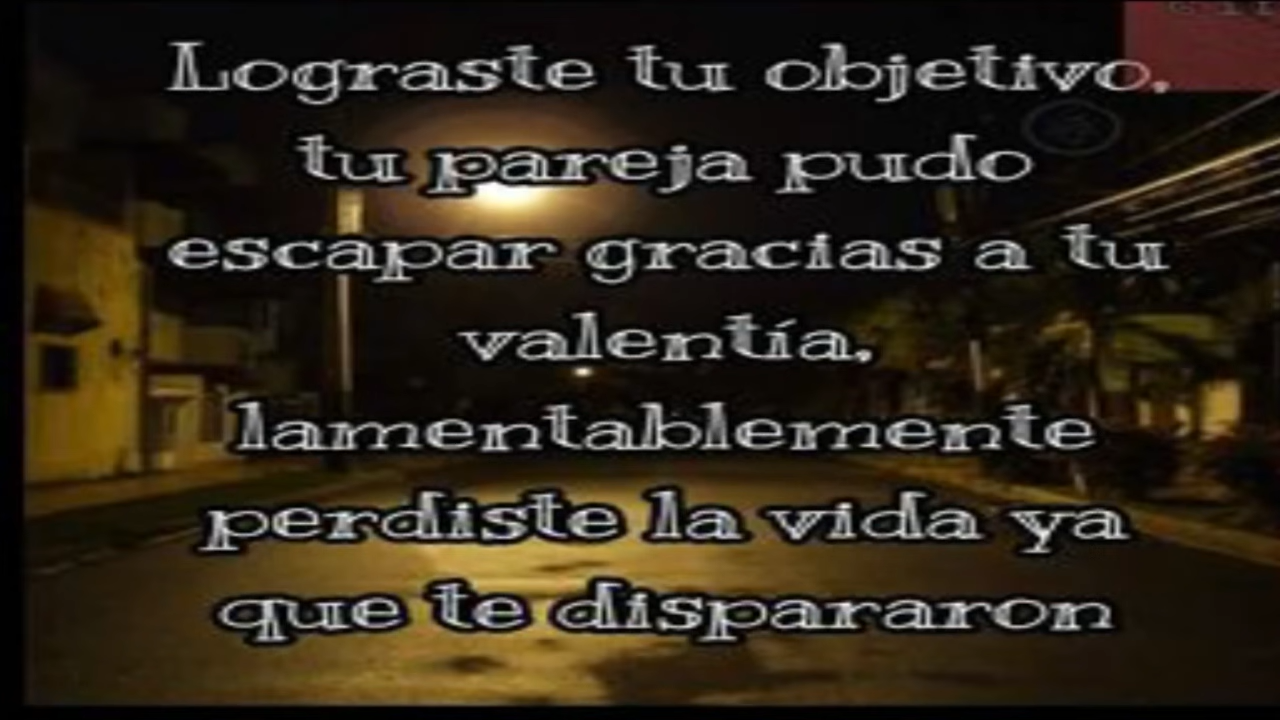 Lograste tu objetivo,
tu pareja pudo
escapar gracias a tu
valentía,
lamentablemente
perdiste la vida ya
que te dispararon